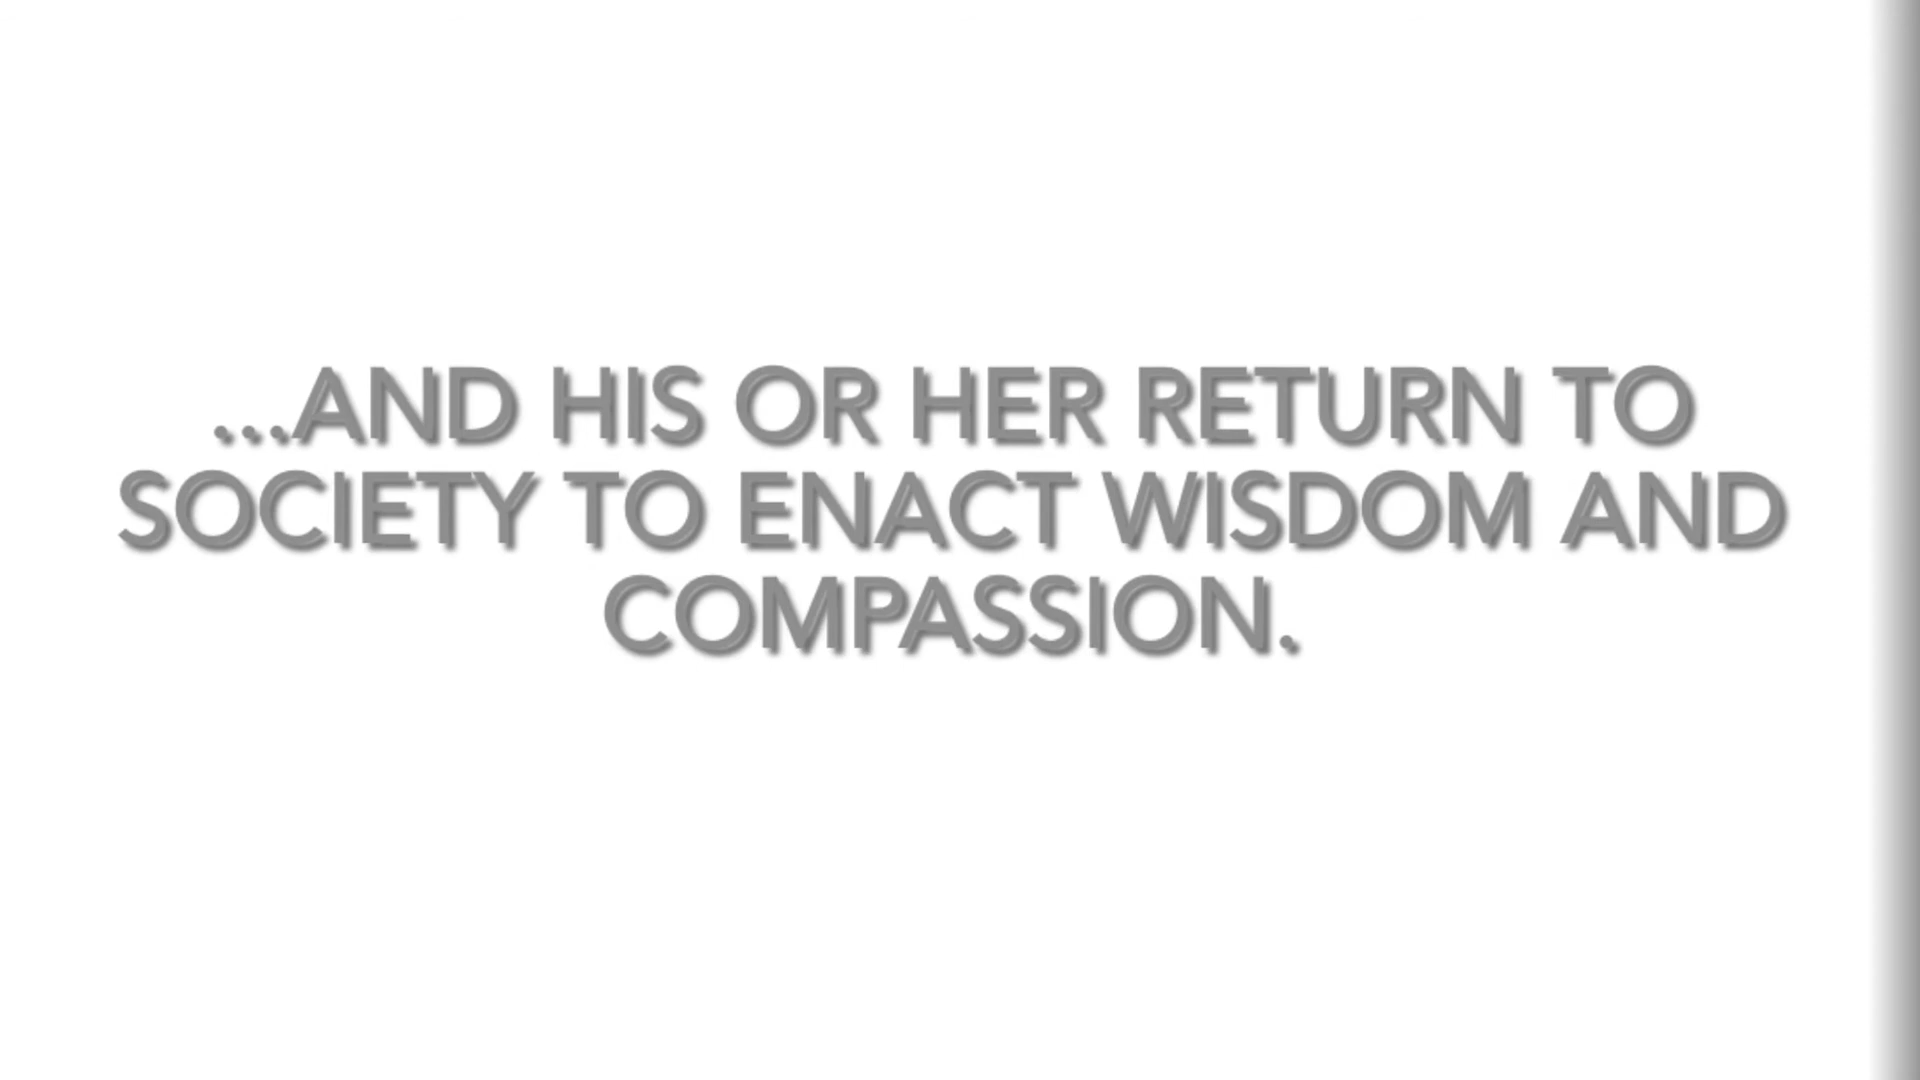 ...AND HIS OR HER RETURN TO
SOCIETY TO ENACT WISDOM AND
COMPASSION.